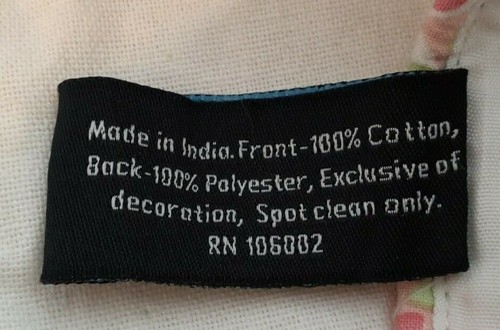 Made in India. Front-100% Cotton,
Back-100% Polyester, Exclusive of
decoration, Spot clean only.
RN 106002